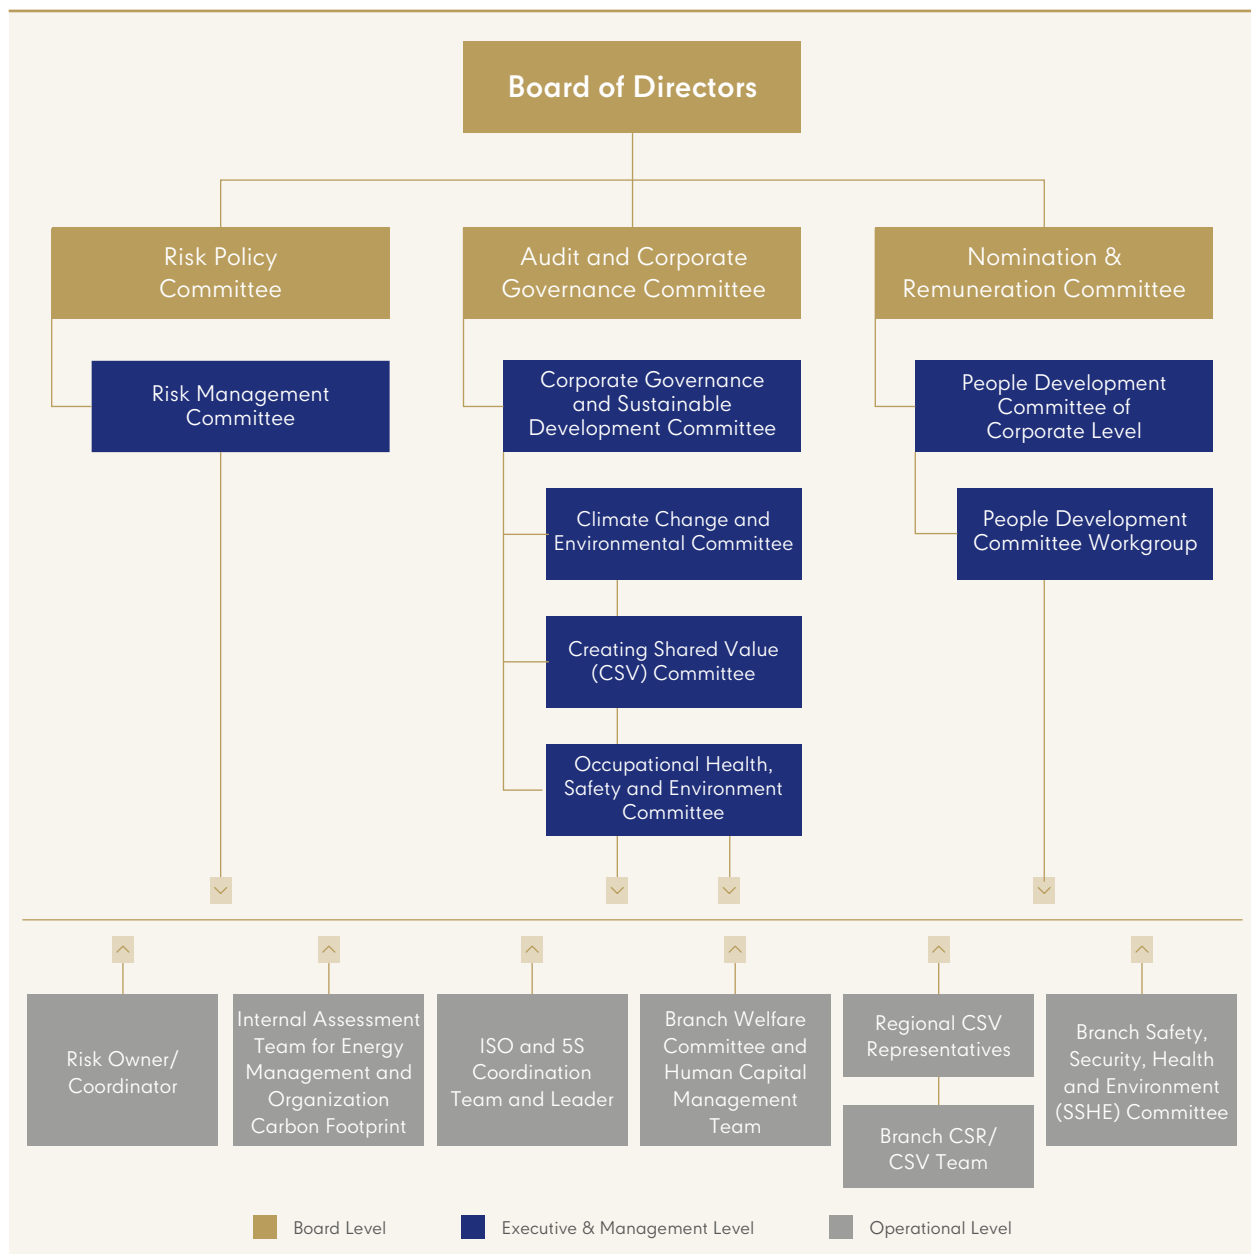 Board of Directors
Risk Policy
Committee
Audit and Corporate
Governance Committee
Nomination &
Remuneration Committee
Risk Management
Committee
Corporate Governance
and Sustainable
Development Committee
People Development
Committee of
Corporate Level
Climate Change and
Environmental Committee
People Development
Committee Workgroup
Creating Shared Value
(CSV) Committee
Occupational Health,
Safety and Environment
Committee
Risk Owner/
Coordinator
Internal Assessment
Team for Energy
Management and
Organization
Carbon Footprint
ISO and 5S
Coordination
Team and Leader
Branch Welfare
Committee and
Human Capital
Management
Team
Regional CSV
Representatives
Branch CSR/
CSV Team
Branch Safety,
Security, Health
and Environment
(SSHE) Committee
Board Level
Executive & Management Level
Operational Level